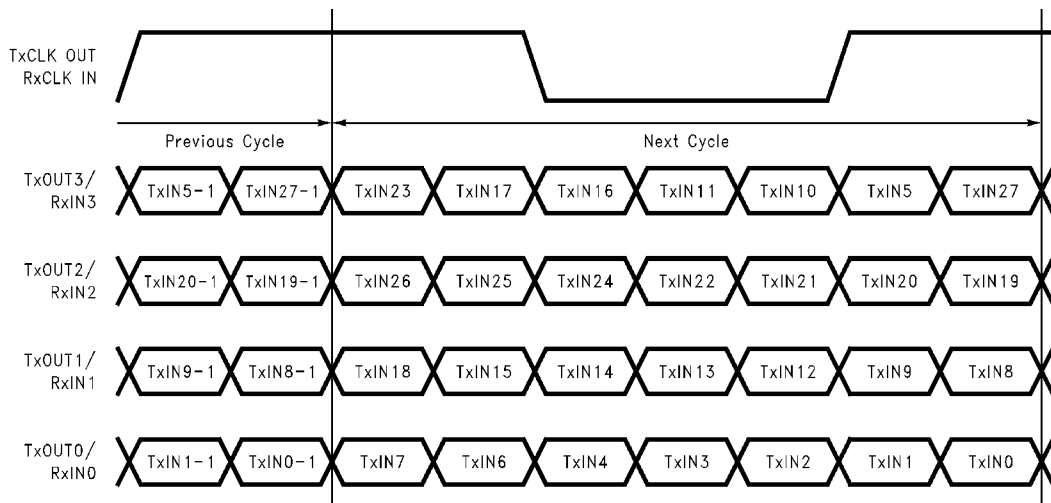 TxCLK OUT
RxCLK IN
Previous Cycle Next Cycle
TxOUT3/
RxIN3
TxIN5-1 TxIN27-1 TxIN23 TxIN17 TxIN16 TxIN11 TxIN10 TxIN5 TxIN27
TxOUT2/
RxIN2
TxIN20-1 TxIN19-1 TxIN26 TxIN25 TxIN24 TxIN22 TxIN21 TxIN20 TxIN19
TxOUT1/
RxIN1
TxIN9-1 TxIN8-1 TxIN18 TxIN15 TxIN14 TxIN13 TxIN12 TxIN9 TxIN8
TxOUT0/
RxIN0
TxIN1-1 TxIN0-1 TxIN7 TxIN6 TxIN4 TxIN3 TxIN2 TxIN1 TxIN0